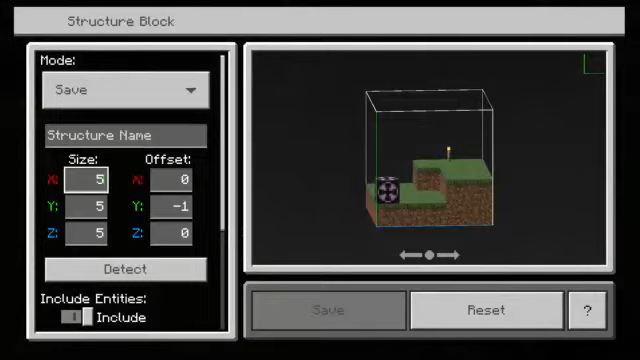 Structure Block
Mode:
Save
Structure Name
Size: Offset:
X: 5 X: 0
Y: 5 Y: -1
Z: 5 Z: 0
Detect
Include Entities:
Include
Save Reset ?